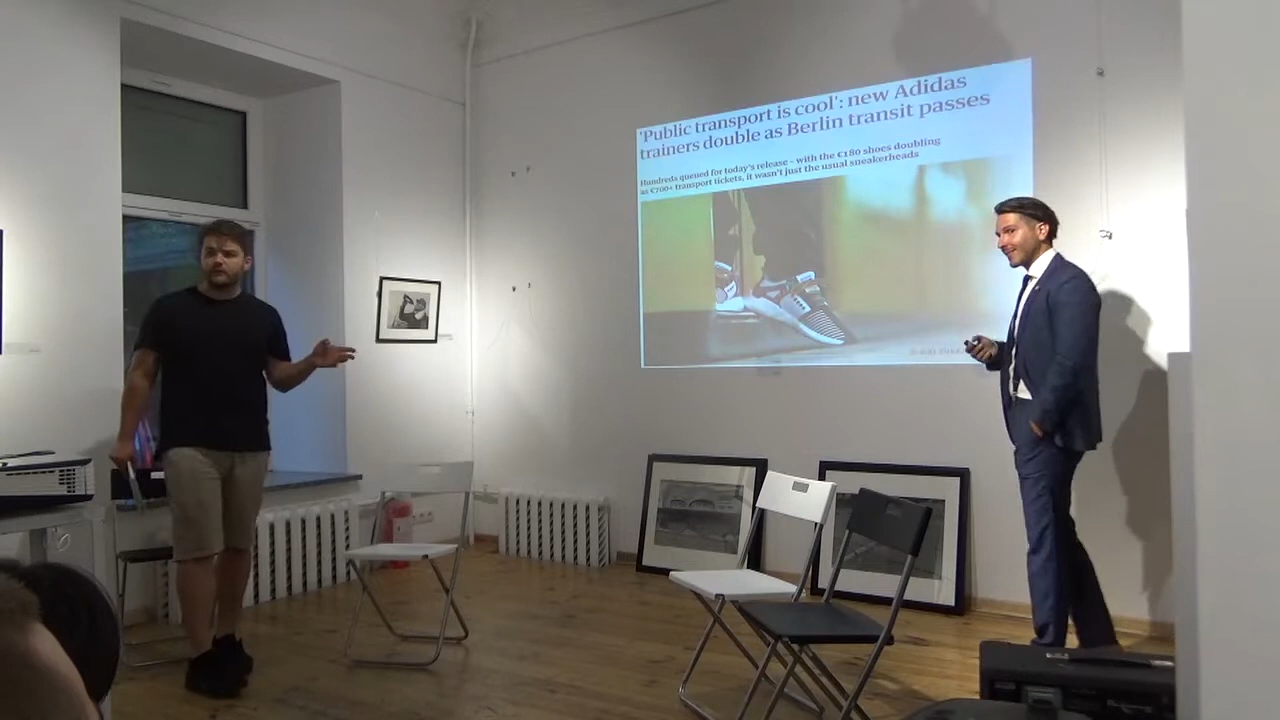 'Public transport is cool': new Adidas
trainers double as Berlin transit passes
Hundreds queued for today's release – with the €180 shoes doubling
as €700+ transport tickets, it wasn't just the usual sneakerheads